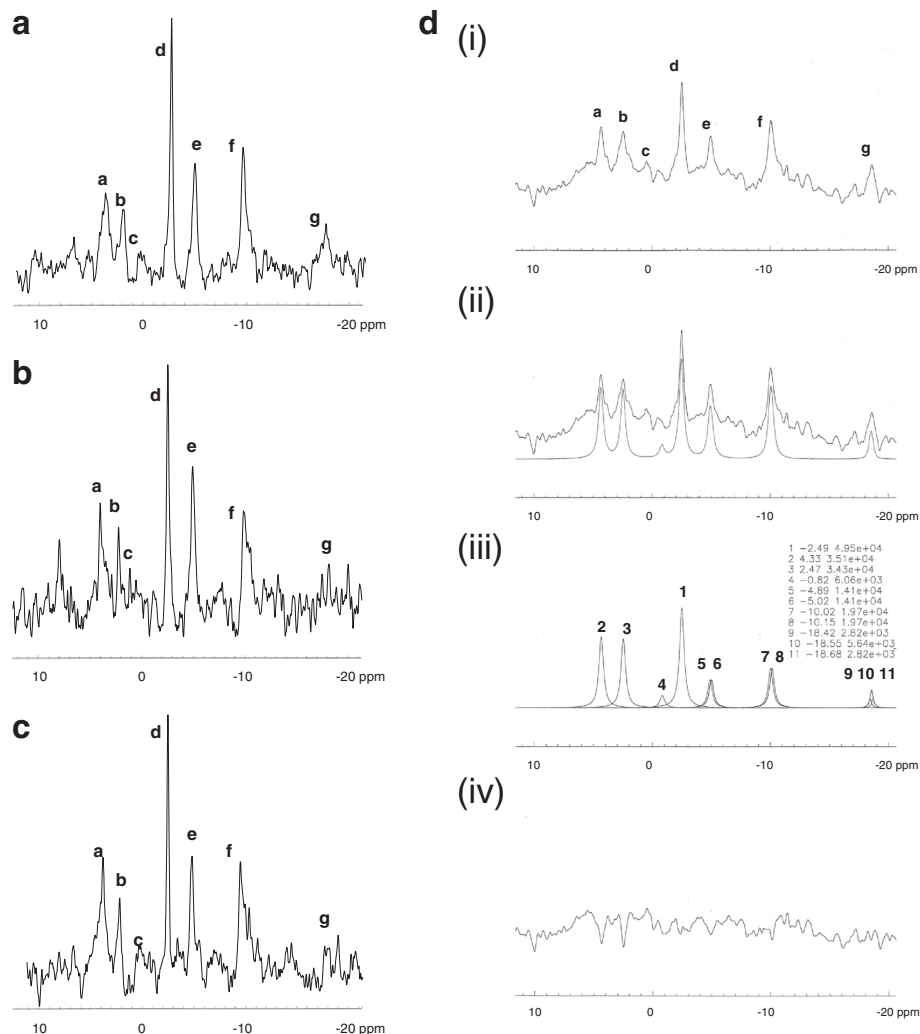 a
d
a
b
c
e
f
g
10 0 -10 -20 ppm
b
d
a
b
c
e
f
g
10 0 -10 -20 ppm
c
d
a
b
c
e
f
g
10 0 -10 -20 ppm
d
(i)
a
b
c
d
e
f
g
10 0 -10 -20 ppm
(ii)
10 0 -10 -20 ppm
(iii)
1 -2.49 4.95e+04
2 4.33 3.51e+04
3 2.47 3.43e+04
4 -0.82 6.06e+03
5 -4.89 1.41e+04
6 -5.02 1.41e+04
7 -10.02 1.97e+04
8 -10.15 1.97e+04
9 -18.42 2.82e+03
10 -18.55 5.64e+03
11 -18.68 2.82e+03
2 3 4 1 5 6 7 8 9 10 11
10 0 -10 -20 ppm
(iv)
10 0 -10 -20 ppm